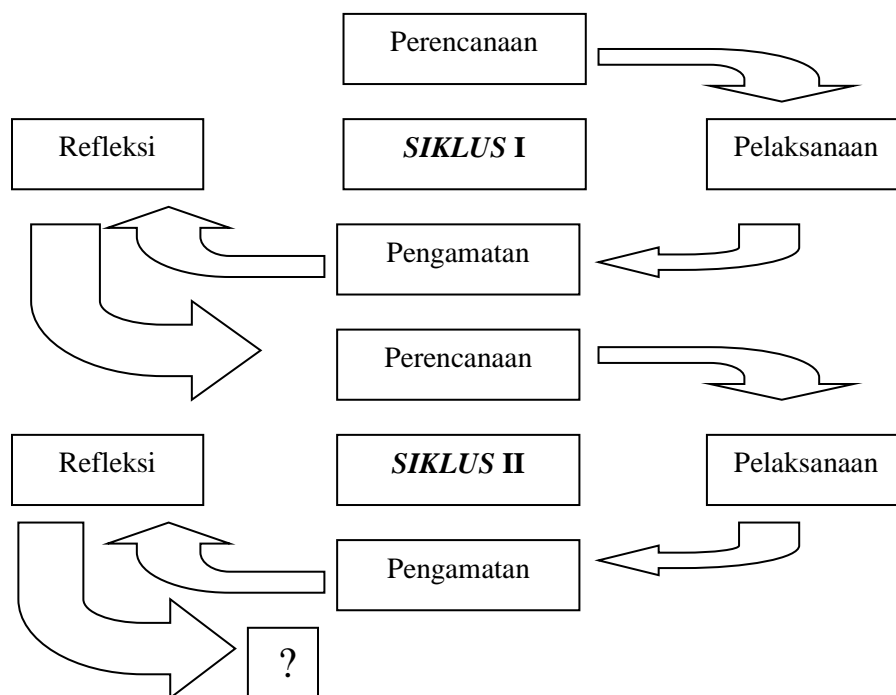 Perencanaan
Refleksi
SIKLUS I
Pelaksanaan
Pengamatan
Perencanaan
Refleksi
SIKLUS II
Pelaksanaan
Pengamatan
?